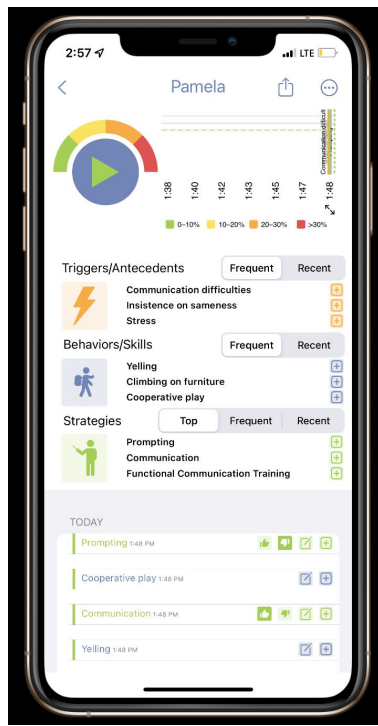 2:57 LTE
Pamela
Communication difficult
1:38 1:40 1:42 1:43 1:45 1:47 1:48
0-10% 10-20% 20-30% >30%
Triggers/Antecedents Frequent Recent
Communication difficulties
Insistence on sameness
Stress
Behaviors/Skills Frequent Recent
Yelling
Climbing on furniture
Cooperative play
Strategies Top Frequent Recent
Prompting
Communication
Functional Communication Training
TODAY
Prompting 1:48 PM
Cooperative play 1:48 PM
Communication 1:48 PM
Yelling 1:48 PM